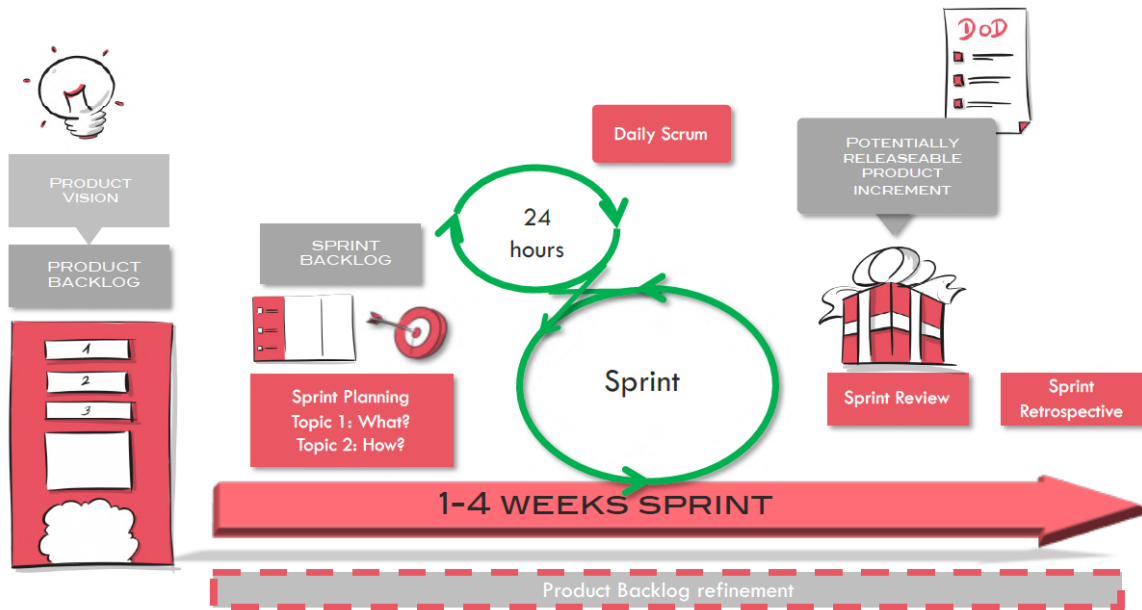 DoD
Daily Scrum
POTENTIALLY
RELEASEABLE
PRODUCT
INCREMENT
PRODUCT
VISION
24
hours
SPRINT
BACKLOG
PRODUCT
BACKLOG
1
2
3
Sprint
Sprint Planning
Topic 1: What?
Topic 2: How?
Sprint Review
Sprint
Retrospective
1-4 WEEKS SPRINT
Product Backlog refinement